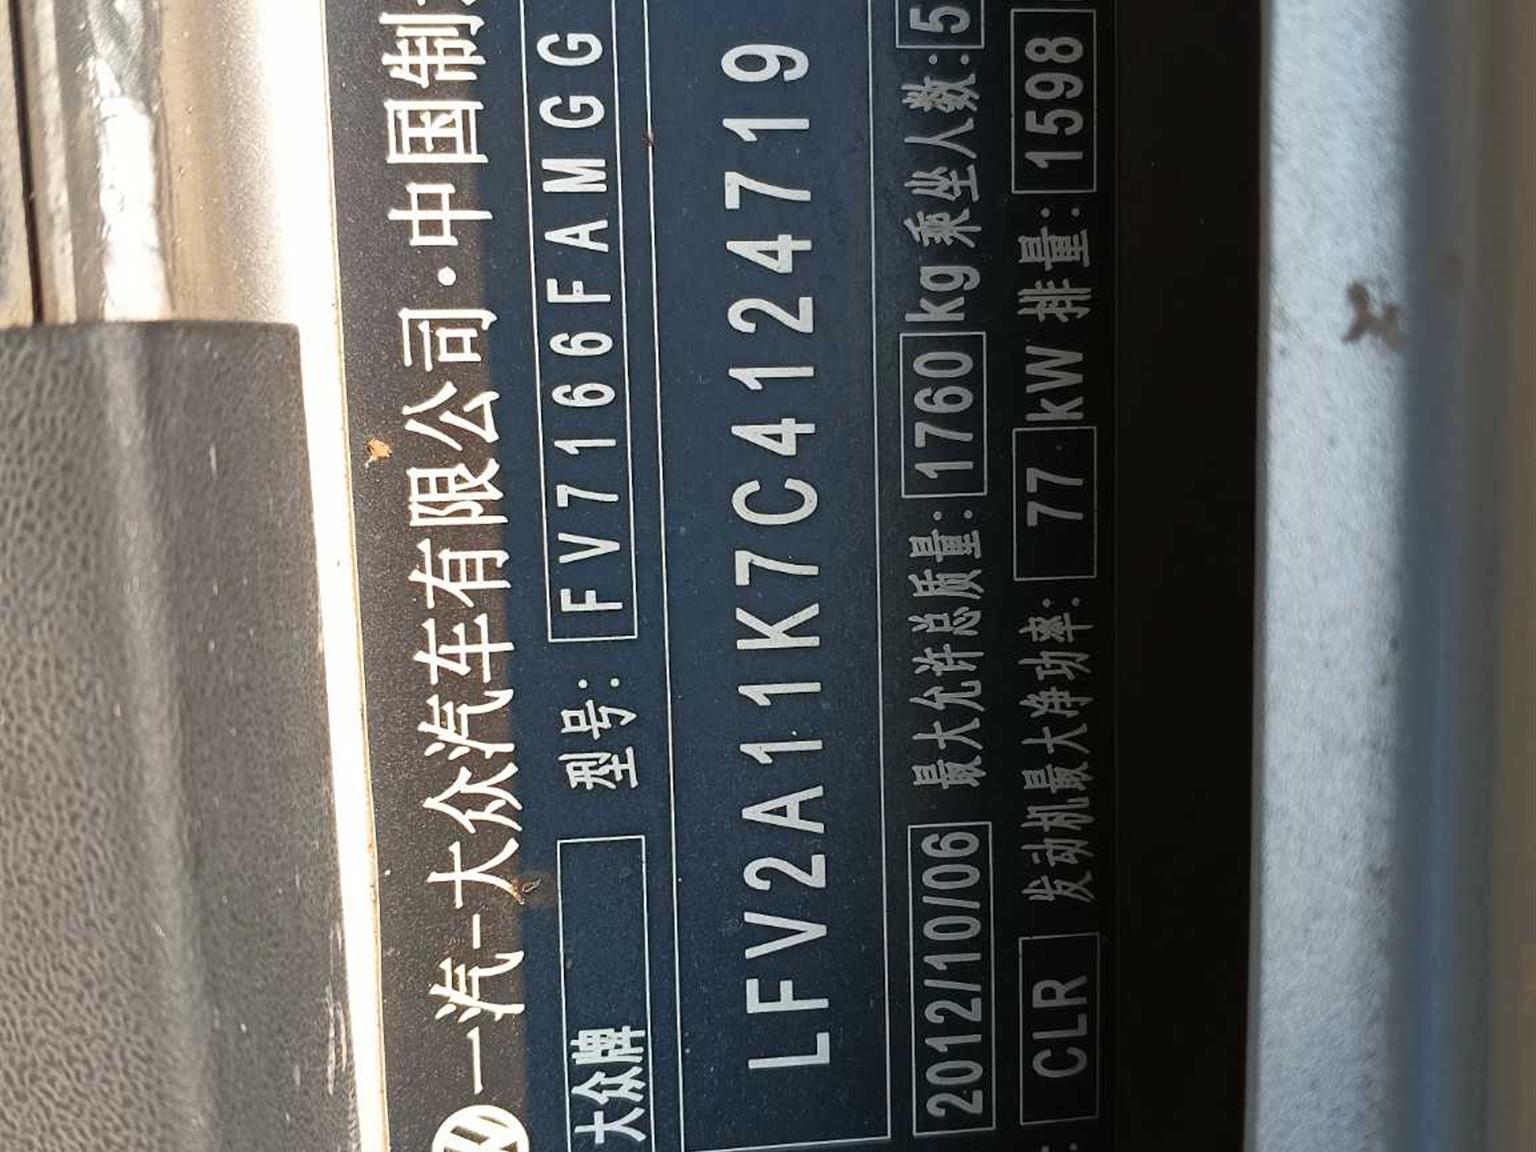 一汽-大众汽车有限公司·中国制
大众牌 型号: FV7166FAMGG
LFV2A11K7C4124719
2012/10/06 最大允许总质量: 1760 kg 乘坐人数: 5
CLR 发动机最大净功率: 77 kW 排量: 1598